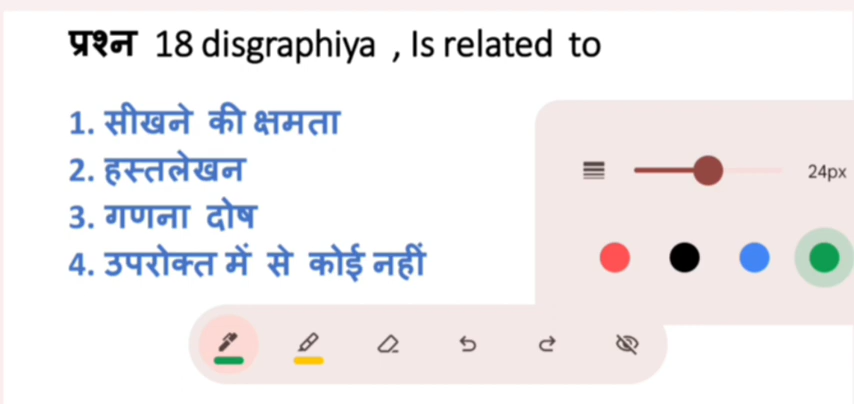 प्रश्न 18 disgraphiya , Is related to
1. सीखने की क्षमता
2. हस्तलेखन
3. गणना दोष
4. उपरोक्त में से कोई नहीं
24px